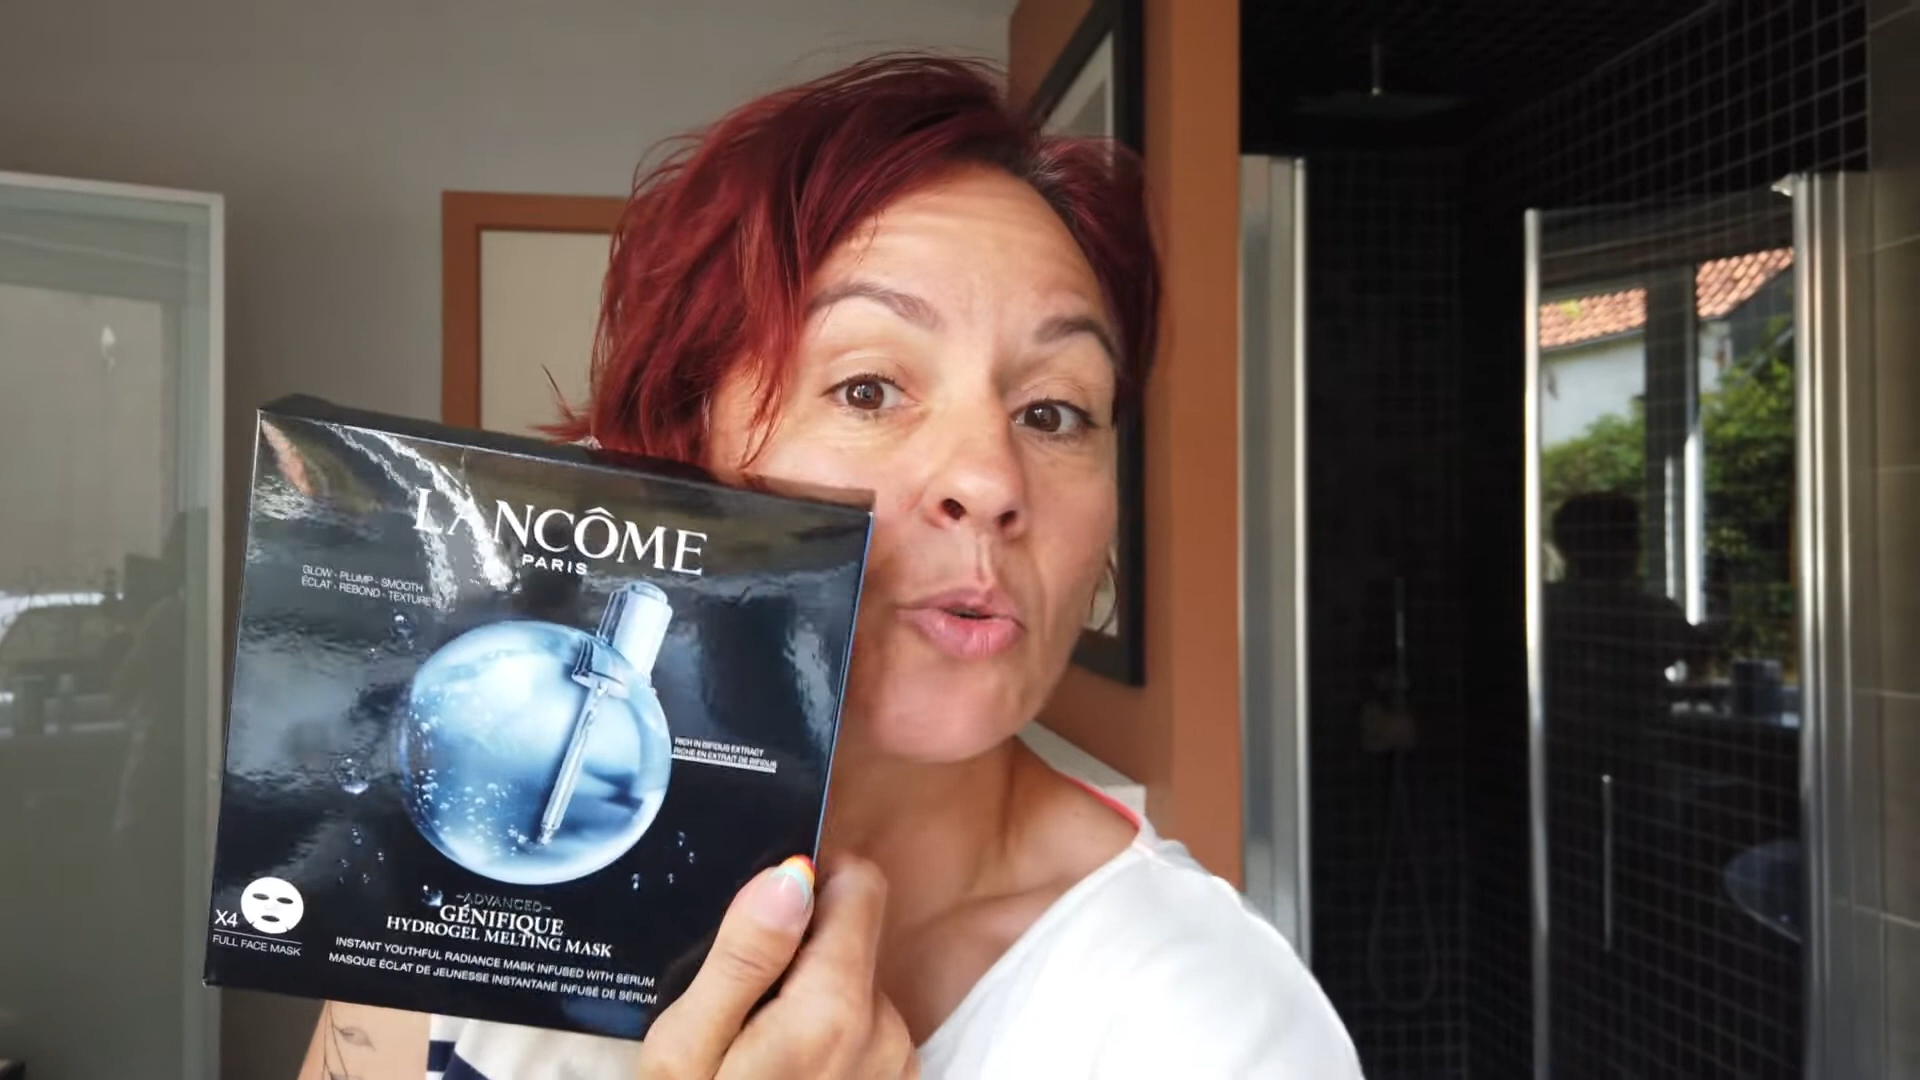 LANCÔME
PARIS
GLOW - PLUMP - SMOOTH
ÉCLAT - REBOND - TEXTURE
RICH IN BIFIDUS EXTRACT
RICHE EN EXTRAIT DE BIFIDUS
-ADVANCED-
GÉNIFIQUE
HYDROGEL MELTING MASK
INSTANT YOUTHFUL RADIANCE MASK INFUSED WITH SERUM
MASQUE ÉCLAT DE JEUNESSE INSTANTANÉ INFUSÉ DE SÉRUM
X4
FULL FACE MASK